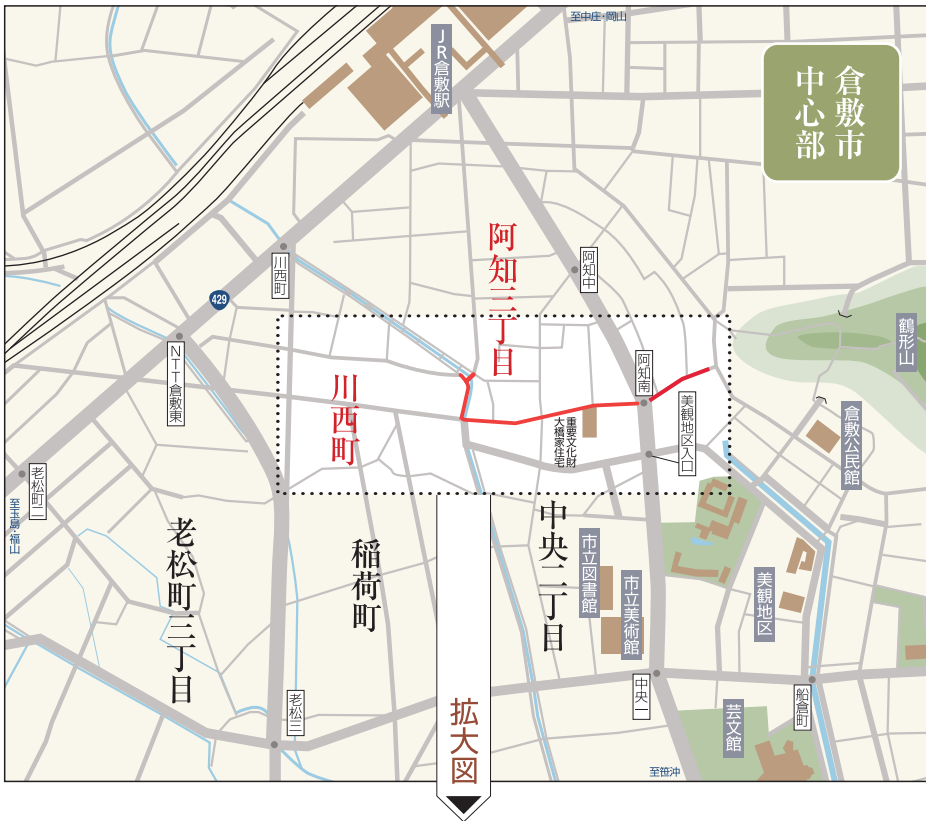 至中庄・岡山
JR倉敷駅
倉敷市
中心部
阿知三丁目
阿知中
川西町
429
NTT倉敷東
鶴形山
阿知南
川西町
美観地区入口
重要文化財
大橋家住宅
倉敷公民館
老松町二
至玉島・福山
老松町三丁目
稲荷町
中央二丁目
市立図書館
市立美術館
美観地区
老松三
拡大図
中央一
芸文館
船倉町
至笹沖